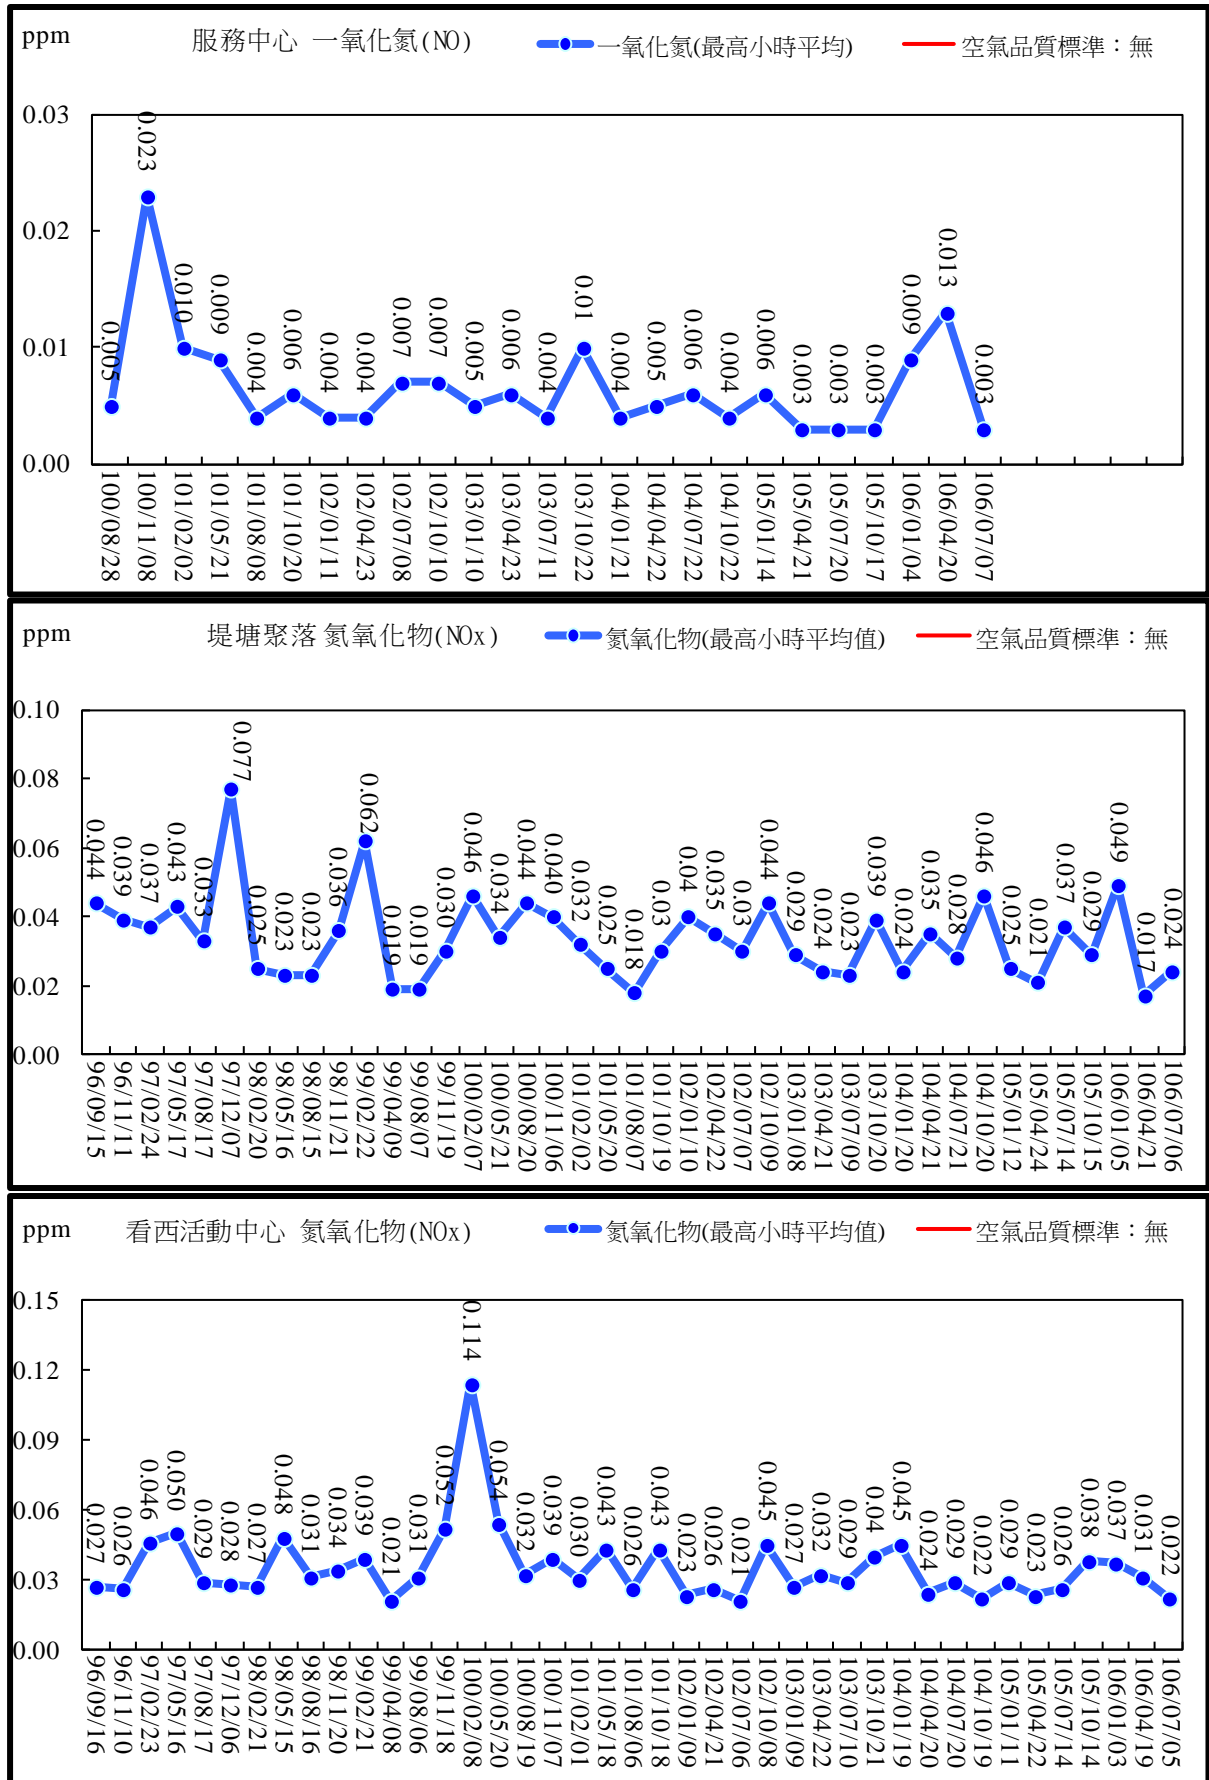 ppm 服務中心 一氧化氮(NO) 一氧化氮(最高小時平均) 空氣品質標準：無
0.03
0.02
0.01
0.00
0.005 0.023 0.010 0.009 0.004 0.006 0.004 0.004 0.007 0.007 0.005 0.006 0.004 0.01 0.004 0.005 0.006 0.004 0.006 0.003 0.003 0.003 0.009 0.013 0.003
100/08/28 100/11/08 101/02/02 101/05/21 101/08/08 101/10/20 102/01/11 102/04/23 102/07/08 102/10/10 103/01/10 103/04/23 103/07/11 103/10/22 104/01/21 104/04/22 104/07/22 104/10/22 105/01/14 105/04/21 105/07/20 105/10/17 106/01/04 106/04/20 106/07/07
ppm 堤塘聚落 氮氧化物(NOx) 氮氧化物(最高小時平均值) 空氣品質標準：無
0.10
0.08
0.06
0.04
0.02
0.00
0.044 0.039 0.037 0.043 0.033 0.077 0.025 0.023 0.023 0.036 0.062 0.019 0.019 0.030 0.046 0.034 0.044 0.040 0.032 0.025 0.018 0.03 0.04 0.035 0.03 0.044 0.029 0.024 0.023 0.039 0.024 0.035 0.028 0.046 0.025 0.021 0.037 0.029 0.049 0.017 0.024
96/09/15 96/11/11 97/02/24 97/05/17 97/08/17 97/12/07 98/02/20 98/05/16 98/08/15 98/11/21 99/02/22 99/04/09 99/08/07 99/11/19 100/02/07 100/05/21 100/08/20 100/11/06 101/02/02 101/05/20 101/08/07 101/10/19 102/01/10 102/04/22 102/07/07 102/10/09 103/01/08 103/04/21 103/07/09 103/10/20 104/01/20 104/04/21 104/07/21 104/10/20 105/01/12 105/04/24 105/07/14 105/10/15 106/01/05 106/04/21 106/07/06
ppm 看西活動中心 氮氧化物(NOx) 氮氧化物(最高小時平均值) 空氣品質標準：無
0.15
0.12
0.09
0.06
0.03
0.00
0.027 0.026 0.046 0.050 0.029 0.028 0.027 0.048 0.031 0.034 0.039 0.021 0.031 0.052 0.114 0.054 0.032 0.039 0.030 0.043 0.026 0.043 0.023 0.026 0.021 0.045 0.027 0.032 0.029 0.04 0.045 0.024 0.029 0.022 0.029 0.023 0.026 0.038 0.037 0.031 0.022
96/09/16 96/11/10 97/02/23 97/05/16 97/08/17 97/12/06 98/02/21 98/05/15 98/08/16 98/11/20 99/02/21 99/04/08 99/08/06 99/11/18 100/02/08 100/05/20 100/08/19 100/11/07 101/02/01 101/05/18 101/08/06 101/10/18 102/01/09 102/04/21 102/07/06 102/10/08 103/01/09 103/04/22 103/07/10 103/10/21 104/01/19 104/04/20 104/07/20 104/10/19 105/01/11 105/04/22 105/07/14 105/10/14 106/01/03 106/04/19 106/07/05